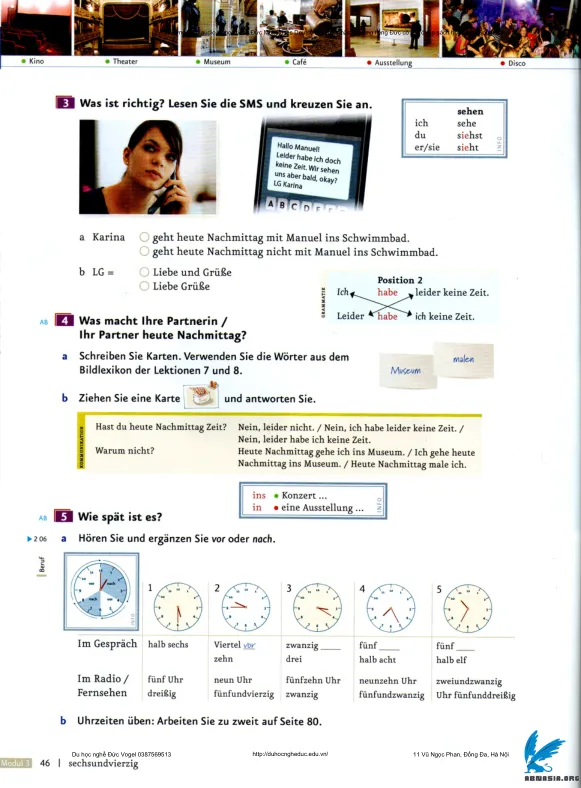 Kino
Theater
Museum
Café
Ausstellung
Disco
3 Was ist richtig? Lesen Sie die SMS und kreuzen Sie an.
Hallo Manuel!
Leider habe ich doch
keine Zeit. Wir sehen
uns aber bald, okay?
LG Karina
sehen
ich sehe
du siehst
er/sie sieht
INFO
a Karina
geht heute Nachmittag mit Manuel ins Schwimmbad.
geht heute Nachmittag nicht mit Manuel ins Schwimmbad.
b LG =
Liebe und Grüße
Liebe Grüße
GRAMMATIK
Position 2
Ich habe leider keine Zeit.
Leider habe ich keine Zeit.
AB 4 Was macht Ihre Partnerin /
Ihr Partner heute Nachmittag?
a Schreiben Sie Karten. Verwenden Sie die Wörter aus dem
Bildlexikon der Lektionen 7 und 8.
Museum
malen
b Ziehen Sie eine Karte und antworten Sie.
KOMMUNIKATION
Hast du heute Nachmittag Zeit? Nein, leider nicht. / Nein, ich habe leider keine Zeit. /
Nein, leider habe ich keine Zeit.
Warum nicht? Heute Nachmittag gehe ich ins Museum. / Ich gehe heute
Nachmittag ins Museum. / Heute Nachmittag male ich.
ins Konzert ...
in eine Ausstellung ...
INFO
AB 5 Wie spät ist es?
2 06 a Hören Sie und ergänzen Sie vor oder nach.
Beruf
vor
nach
INFO
1 2 3 4 5
Im Gespräch halb sechs Viertel vor zwanzig ____ fünf ____ fünf ____
zehn drei halb acht halb elf
Im Radio / fünf Uhr neun Uhr fünfzehn Uhr neunzehn Uhr zweiundzwanzig
Fernsehen dreißig fünfundvierzig zwanzig fünfundzwanzig Uhr fünfunddreißig
b Uhrzeiten üben: Arbeiten Sie zu zweit auf Seite 80.
Du học nghề Đức Vogel 0387569513
http://duhocngheduc.edu.vn/
11 Vũ Ngọc Phan, Đống Đa, Hà Nội
Modul 3 46 | sechsundvierzig
ABMASIA.ORG